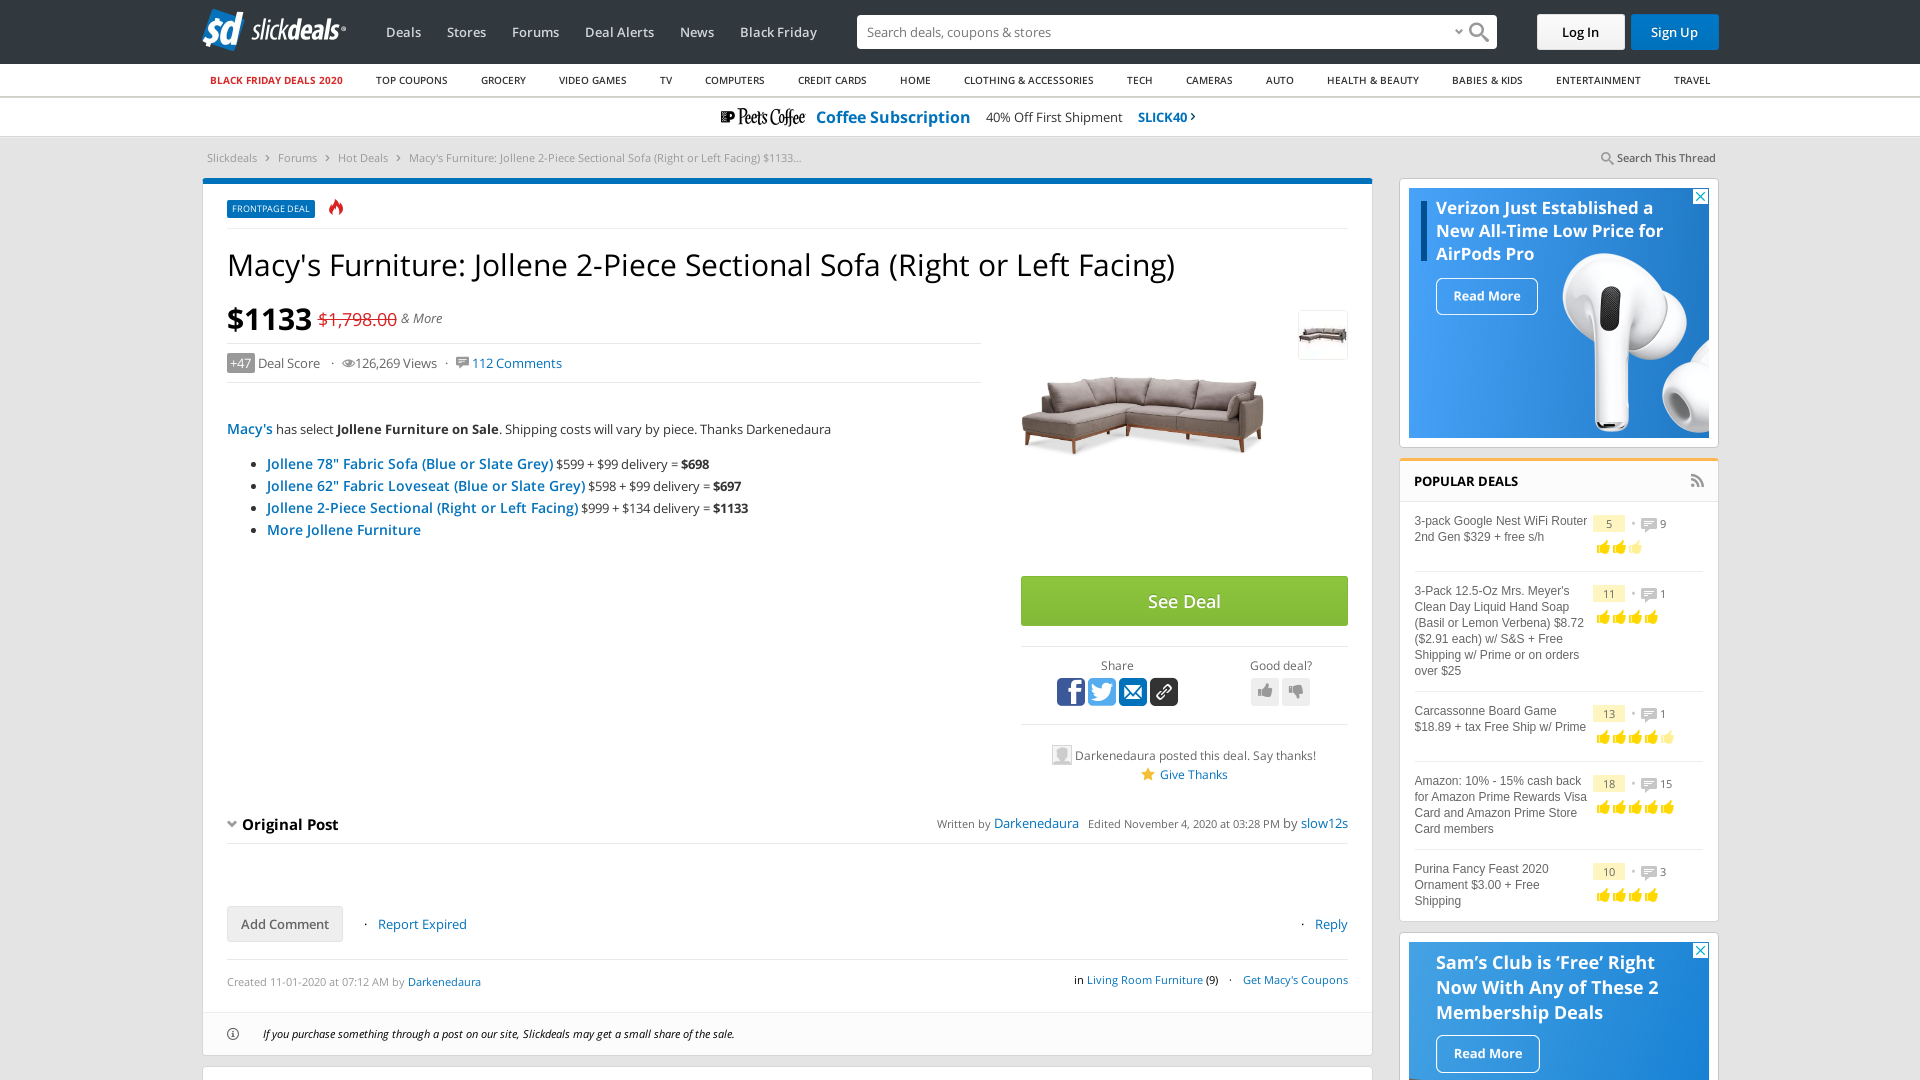 slickdeals
Deals
Stores
Forums
Deal Alerts
News
Black Friday
Search deals, coupons & stores
Log In
Sign Up
BLACK FRIDAY DEALS 2020
TOP COUPONS
GROCERY
VIDEO GAMES
TV
COMPUTERS
CREDIT CARDS
HOME
CLOTHING & ACCESSORIES
TECH
CAMERAS
AUTO
HEALTH & BEAUTY
BABIES & KIDS
ENTERTAINMENT
TRAVEL
Peet's Coffee Coffee Subscription 40% Off First Shipment SLICK40
Slickdeals > Forums > Hot Deals > Macy's Furniture: Jollene 2-Piece Sectional Sofa (Right or Left Facing) $1133...
Search This Thread
FRONTPAGE DEAL
Macy's Furniture: Jollene 2-Piece Sectional Sofa (Right or Left Facing)
$1133 $1,798.00 & More
+47 Deal Score · 126,269 Views · 112 Comments
Macy's has select Jollene Furniture on Sale. Shipping costs will vary by piece. Thanks Darkenedaura
Jollene 78" Fabric Sofa (Blue or Slate Grey) $599 + $99 delivery = $698
Jollene 62" Fabric Loveseat (Blue or Slate Grey) $598 + $99 delivery = $697
Jollene 2-Piece Sectional (Right or Left Facing) $999 + $134 delivery = $1133
More Jollene Furniture
See Deal
Share
Good deal?
Darkenedaura posted this deal. Say thanks!
Give Thanks
Original Post
Written by Darkenedaura Edited November 4, 2020 at 03:28 PM by slow12s
Add Comment · Report Expired
· Reply
Created 11-01-2020 at 07:12 AM by Darkenedaura
in Living Room Furniture (9) · Get Macy's Coupons
If you purchase something through a post on our site, Slickdeals may get a small share of the sale.
Verizon Just Established a
New All-Time Low Price for
AirPods Pro
Read More
POPULAR DEALS
3-pack Google Nest WiFi Router
2nd Gen $329 + free s/h
5 • 9
3-Pack 12.5-Oz Mrs. Meyer's
Clean Day Liquid Hand Soap
(Basil or Lemon Verbena) $8.72
($2.91 each) w/ S&S + Free
Shipping w/ Prime or on orders
over $25
11 • 1
Carcassonne Board Game
$18.89 + tax Free Ship w/ Prime
13 • 1
Amazon: 10% - 15% cash back
for Amazon Prime Rewards Visa
Card and Amazon Prime Store
Card members
18 • 15
Purina Fancy Feast 2020
Ornament $3.00 + Free
Shipping
10 • 3
Sam's Club is ‘Free’ Right
Now With Any of These 2
Membership Deals
Read More